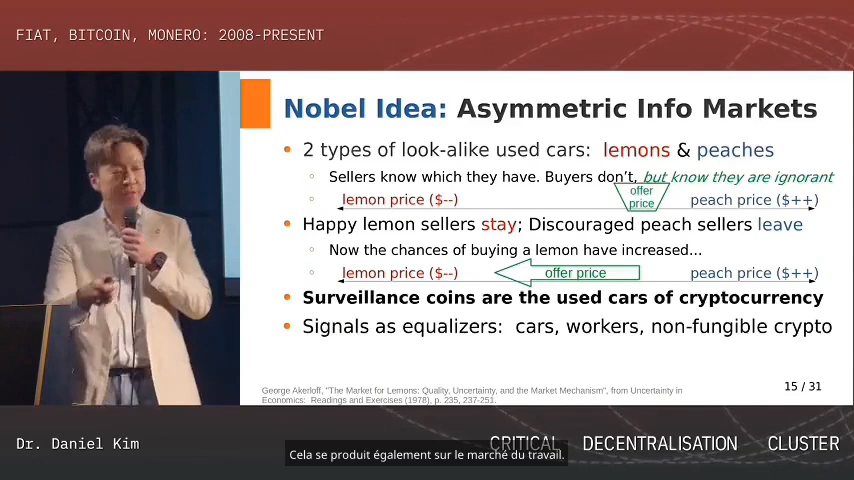 FIAT, BITCOIN, MONERO: 2008-PRESENT
Nobel Idea: Asymmetric Info Markets
2 types of look-alike used cars: lemons & peaches
Sellers know which they have. Buyers don't, but know they are ignorant
lemon price ($--)
offer
price
peach price ($++)
Happy lemon sellers stay; Discouraged peach sellers leave
Now the chances of buying a lemon have increased...
lemon price ($--)
offer price
peach price ($++)
Surveillance coins are the used cars of cryptocurrency
Signals as equalizers: cars, workers, non-fungible crypto
George Akerloff, "The Market for Lemons: Quality, Uncertainty, and the Market Mechanism", from Uncertainty in
Economics: Readings and Exercises (1978), p. 235, 237-251.
15 / 31
Dr. Daniel Kim
CRITICAL DECENTRALISATION CLUSTER
Cela se produit également sur le marché du travail.